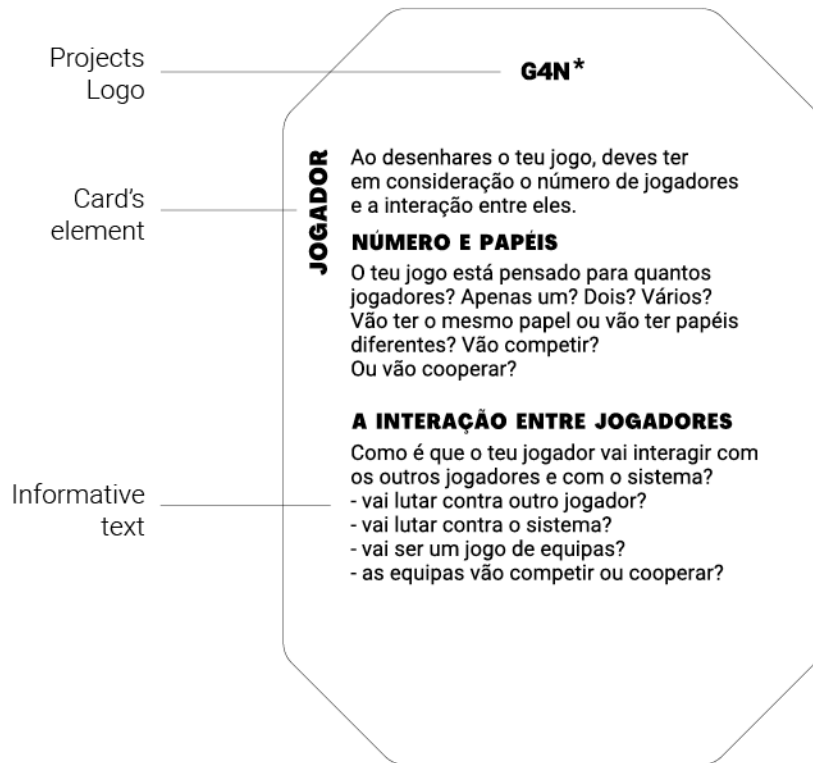 Projects
Logo
G4N*
Card's
element
JOGADOR
Ao desenhares o teu jogo, deves ter
em consideração o número de jogadores
e a interação entre eles.
NÚMERO E PAPÉIS
O teu jogo está pensado para quantos
jogadores? Apenas um? Dois? Vários?
Vão ter o mesmo papel ou vão ter papéis
diferentes? Vão competir?
Ou vão cooperar?
A INTERAÇÃO ENTRE JOGADORES
Como é que o teu jogador vai interagir com
os outros jogadores e com o sistema?
- vai lutar contra outro jogador?
- vai lutar contra o sistema?
- vai ser um jogo de equipas?
- as equipas vão competir ou cooperar?
Informative
text